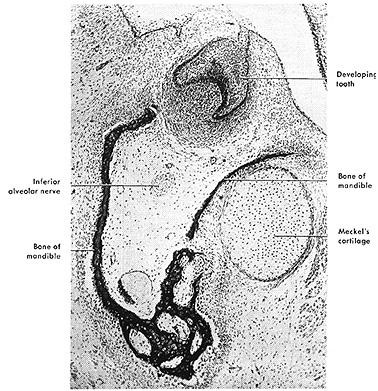 Developing
tooth
Inferior
alveolar nerve
Bone of
mandible
Bone of
mandible
Meckel's
cartilage